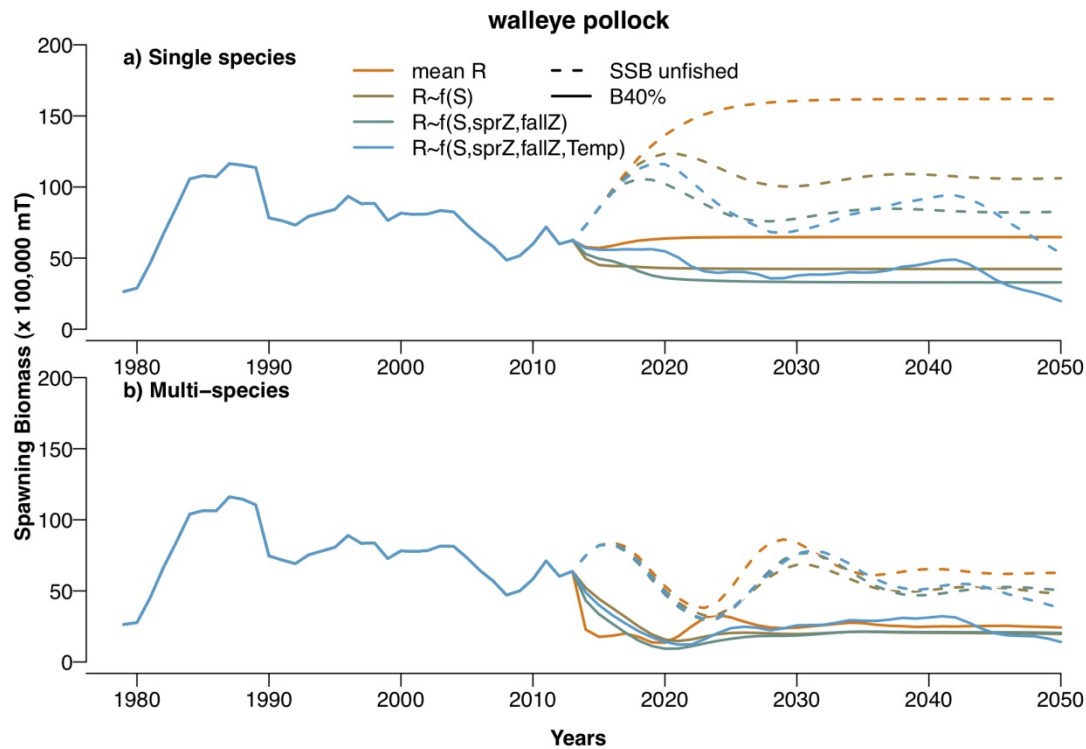 walleye pollock
a) Single species
mean R
R~f(S)
R~f(S,sprZ,fallZ)
R~f(S,sprZ,fallZ,Temp)
SSB unfished
B40%
200
150
100
50
0
1980 1990 2000 2010 2020 2030 2040 2050
Spawning Biomass (x 100,000 mT)
b) Multi−species
200
150
100
50
0
1980 1990 2000 2010 2020 2030 2040 2050
Years